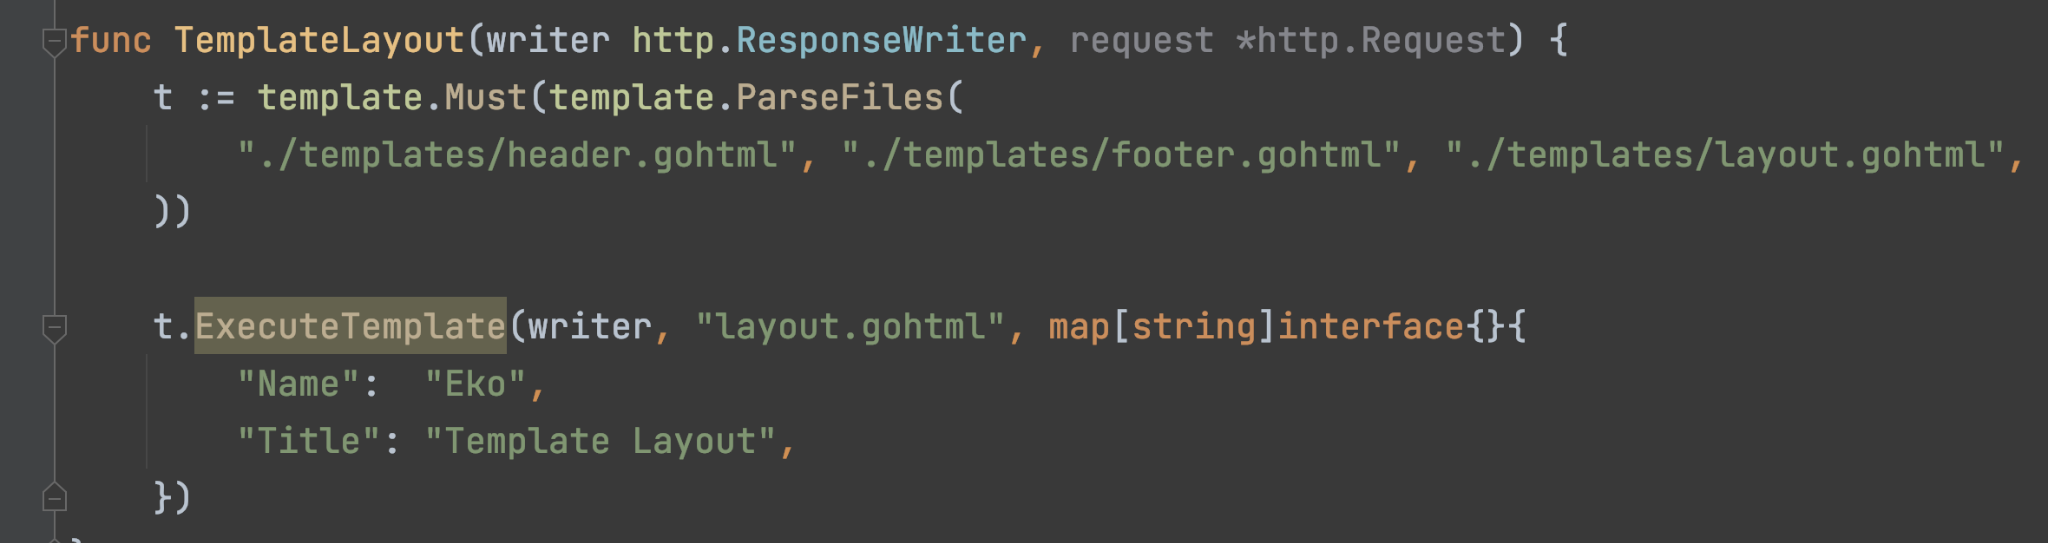 func TemplateLayout(writer http.ResponseWriter, request *http.Request) {
    t := template.Must(template.ParseFiles(
        "./templates/header.gohtml", "./templates/footer.gohtml", "./templates/layout.gohtml",
    ))
    t.ExecuteTemplate(writer, "layout.gohtml", map[string]interface{}{
        "Name":  "Eko",
        "Title": "Template Layout",
    })